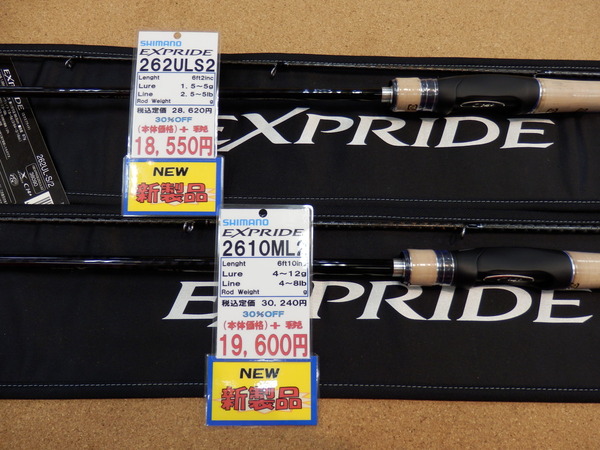 SHIMANO
EXPRIDE
262ULS2
Lenght 6ft2inc
Lure 1.5~5g
Line 2.5~5lb
Rod Weight g
税込定価 28,620円
30%OFF
(本体価格)+税
18,550円
NEW
新製品
EXPRIDE
262UL-S/2
SHIMANO
EXPRIDE
2610ML2
Lenght 6ft10inc
Lure 4~12g
Line 4~8lb
Rod Weight g
税込定価 30,240円
30%OFF
(本体価格)+税
19,600円
NEW
新製品
EXPRIDE